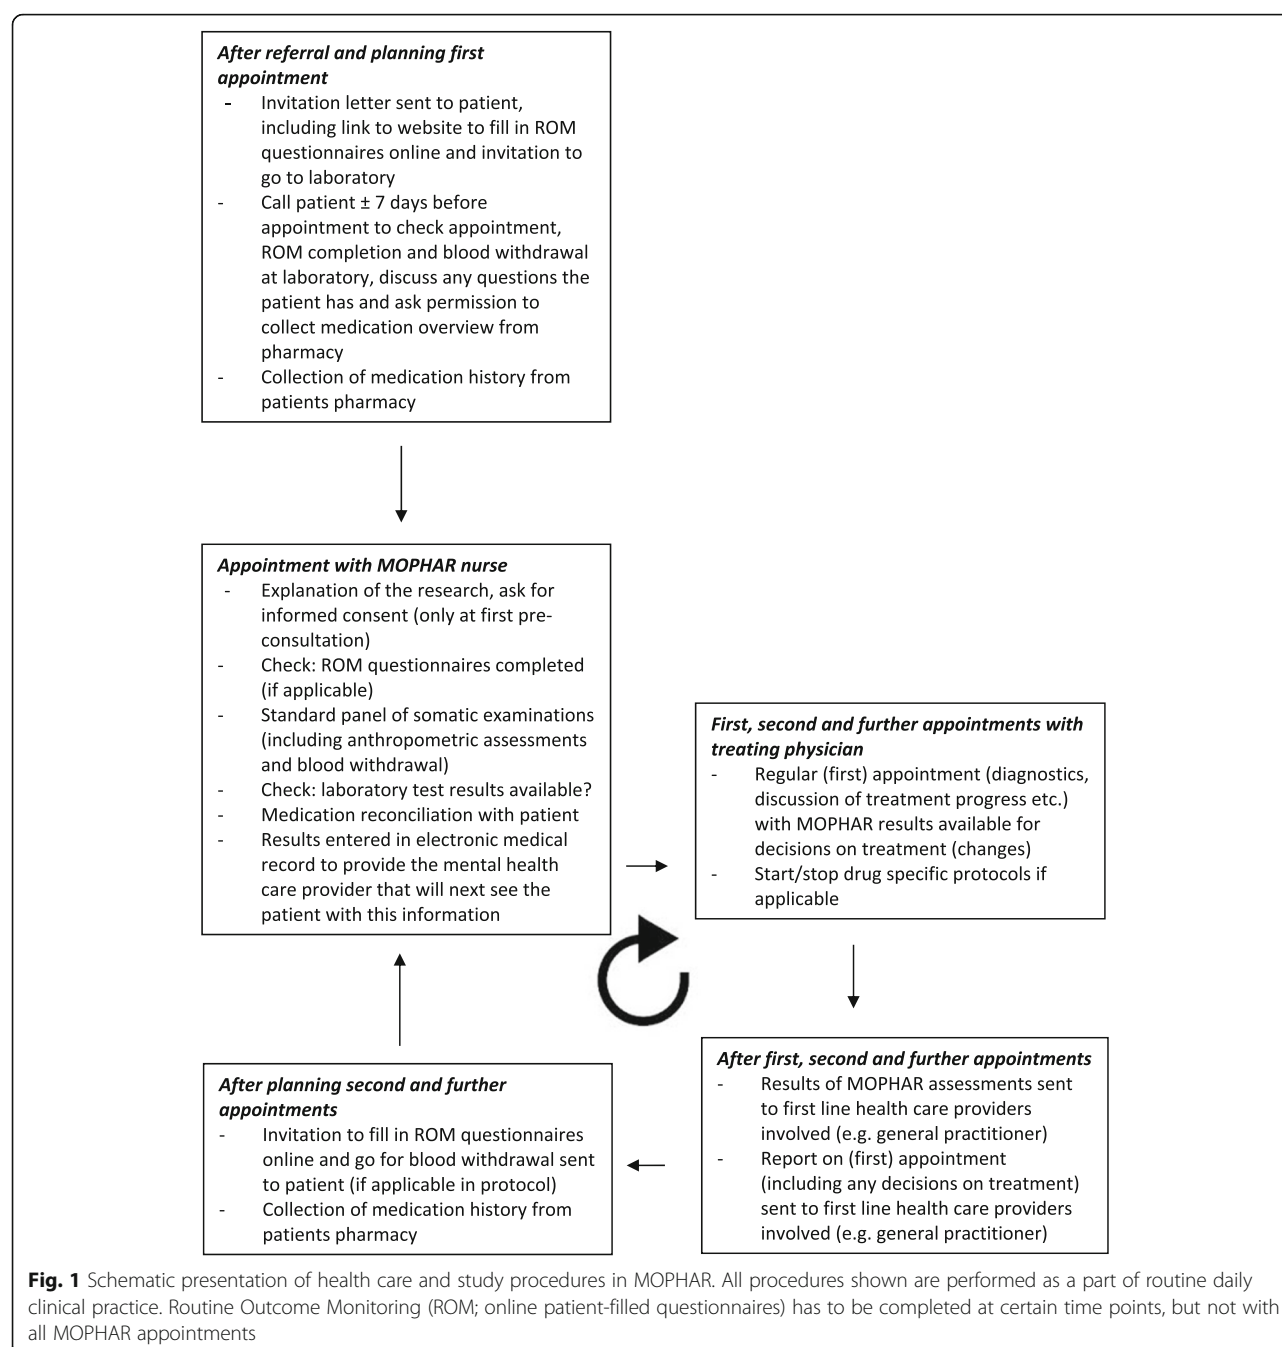 After referral and planning first
appointment
- Invitation letter sent to patient,
including link to website to fill in ROM
questionnaires online and invitation to
go to laboratory
- Call patient ± 7 days before
appointment to check appointment,
ROM completion and blood withdrawal
at laboratory, discuss any questions the
patient has and ask permission to
collect medication overview from
pharmacy
- Collection of medication history from
patients pharmacy
Appointment with MOPHAR nurse
- Explanation of the research, ask for
informed consent (only at first pre-
consultation)
- Check: ROM questionnaires completed
(if applicable)
- Standard panel of somatic examinations
(including anthropometric assessments
and blood withdrawal)
- Check: laboratory test results available?
- Medication reconciliation with patient
- Results entered in electronic medical
record to provide the mental health
care provider that will next see the
patient with this information
First, second and further appointments with
treating physician
- Regular (first) appointment (diagnostics,
discussion of treatment progress etc.)
with MOPHAR results available for
decisions on treatment (changes)
- Start/stop drug specific protocols if
applicable
After first, second and further appointments
- Results of MOPHAR assessments sent
to first line health care providers
involved (e.g. general practitioner)
- Report on (first) appointment
(including any decisions on treatment)
sent to first line health care providers
involved (e.g. general practitioner)
After planning second and further
appointments
- Invitation to fill in ROM questionnaires
online and go for blood withdrawal sent
to patient (if applicable in protocol)
- Collection of medication history from
patients pharmacy
Fig. 1 Schematic presentation of health care and study procedures in MOPHAR. All procedures shown are performed as a part of routine daily
clinical practice. Routine Outcome Monitoring (ROM; online patient-filled questionnaires) has to be completed at certain time points, but not with
all MOPHAR appointments